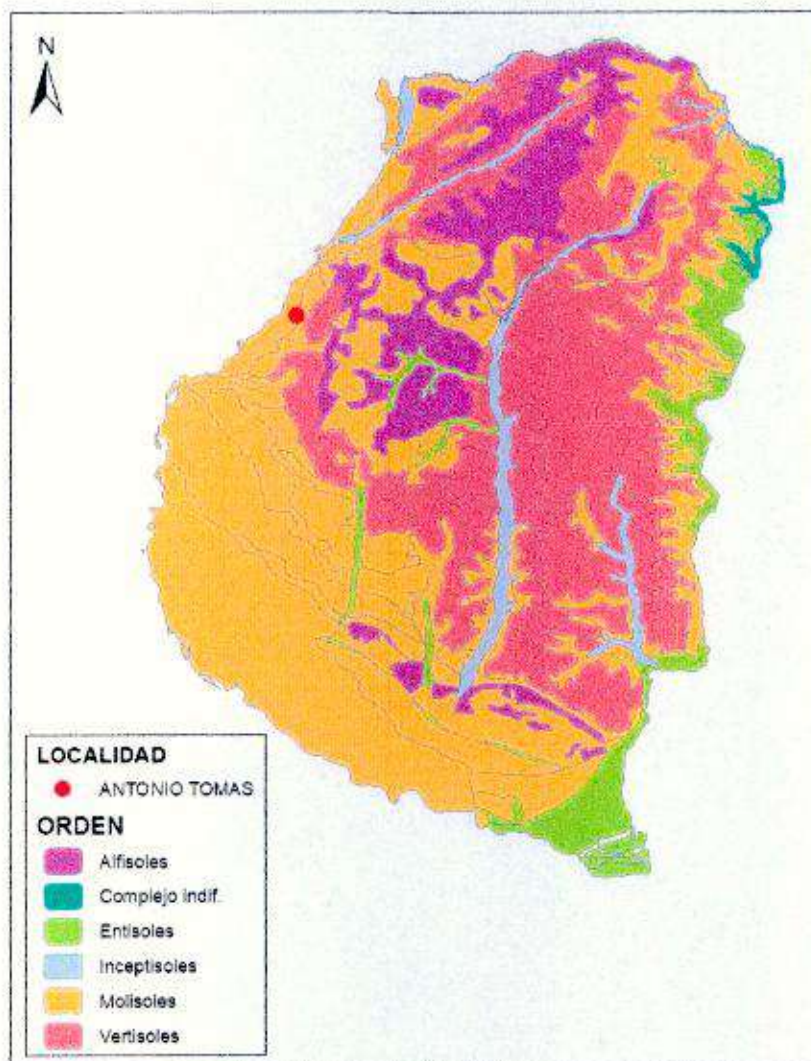 N
LOCALIDAD
ANTONIO TOMAS
ORDEN
Alfisoles
Complejo indif.
Entisoles
Inceptisoles
Molisoles
Vertisoles